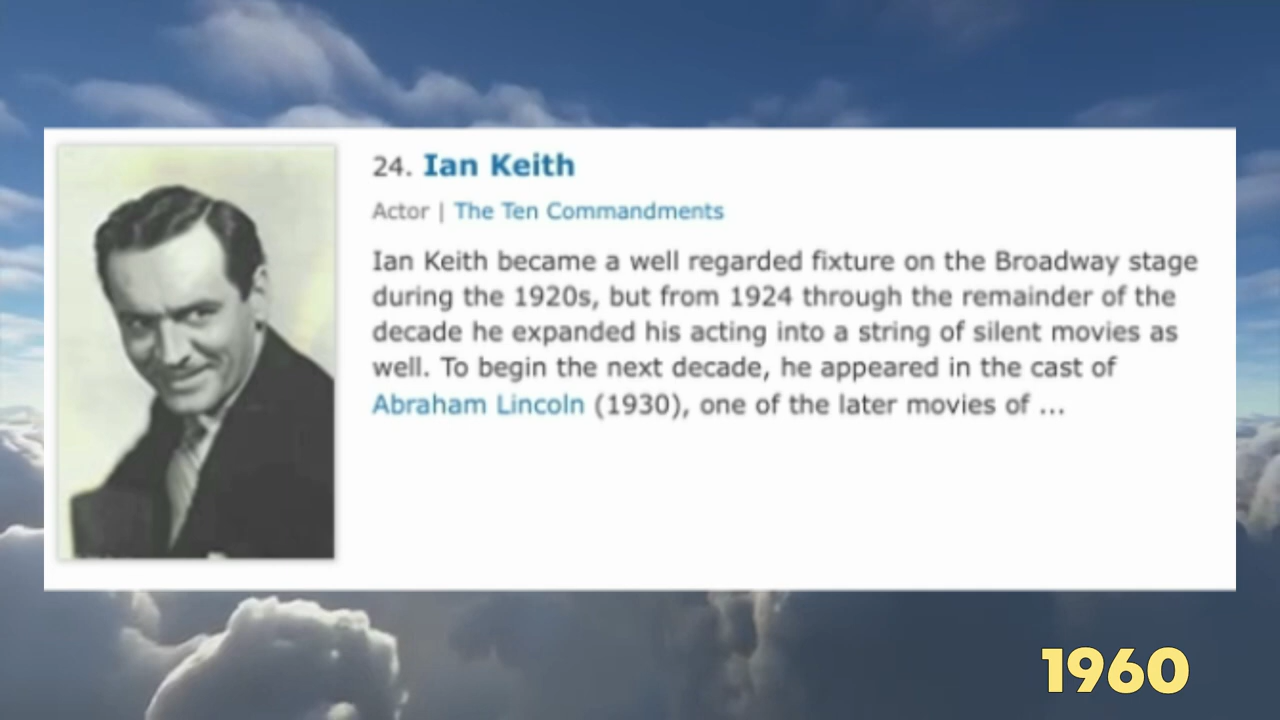 24. Ian Keith
Actor | The Ten Commandments
Ian Keith became a well regarded fixture on the Broadway stage
during the 1920s, but from 1924 through the remainder of the
decade he expanded his acting into a string of silent movies as
well. To begin the next decade, he appeared in the cast of
Abraham Lincoln (1930), one of the later movies of ...
1960